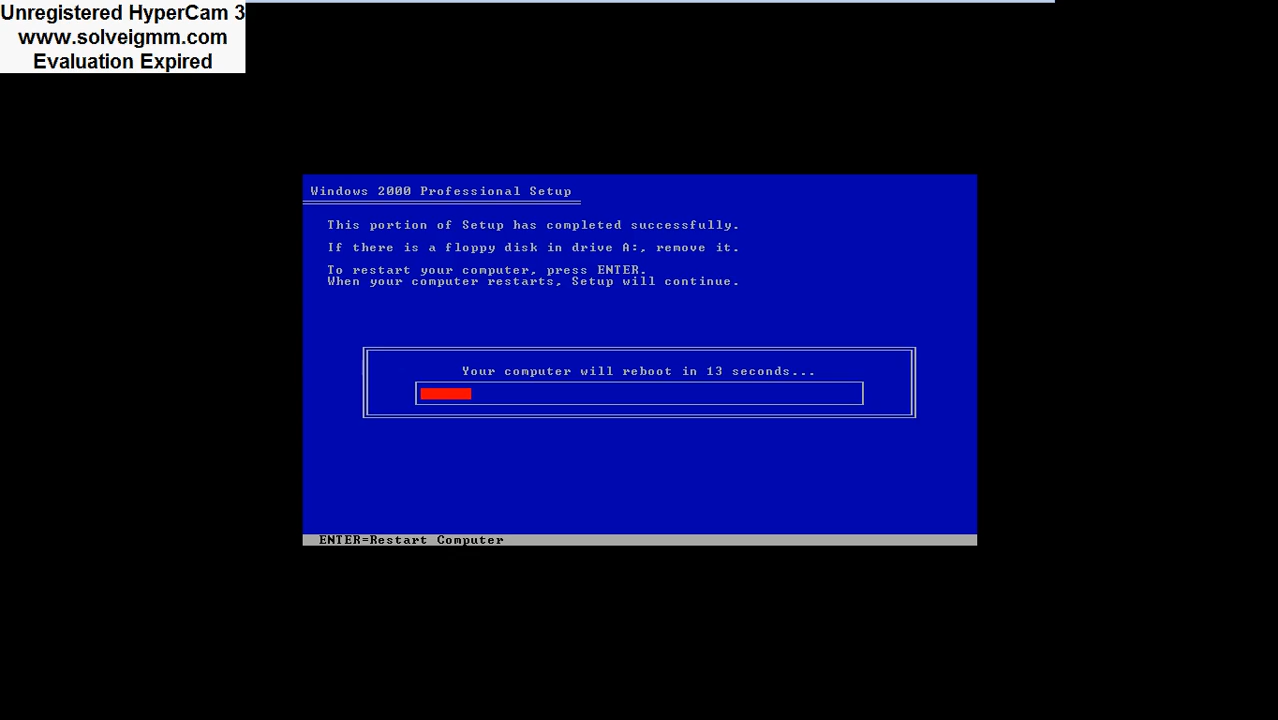 Unregistered HyperCam 3
www.solveigmm.com
Evaluation Expired
Windows 2000 Professional Setup
This portion of Setup has completed successfully.
If there is a floppy disk in drive A:, remove it.
To restart your computer, press ENTER.
When your computer restarts, Setup will continue.
Your computer will reboot in 13 seconds...
ENTER=Restart Computer